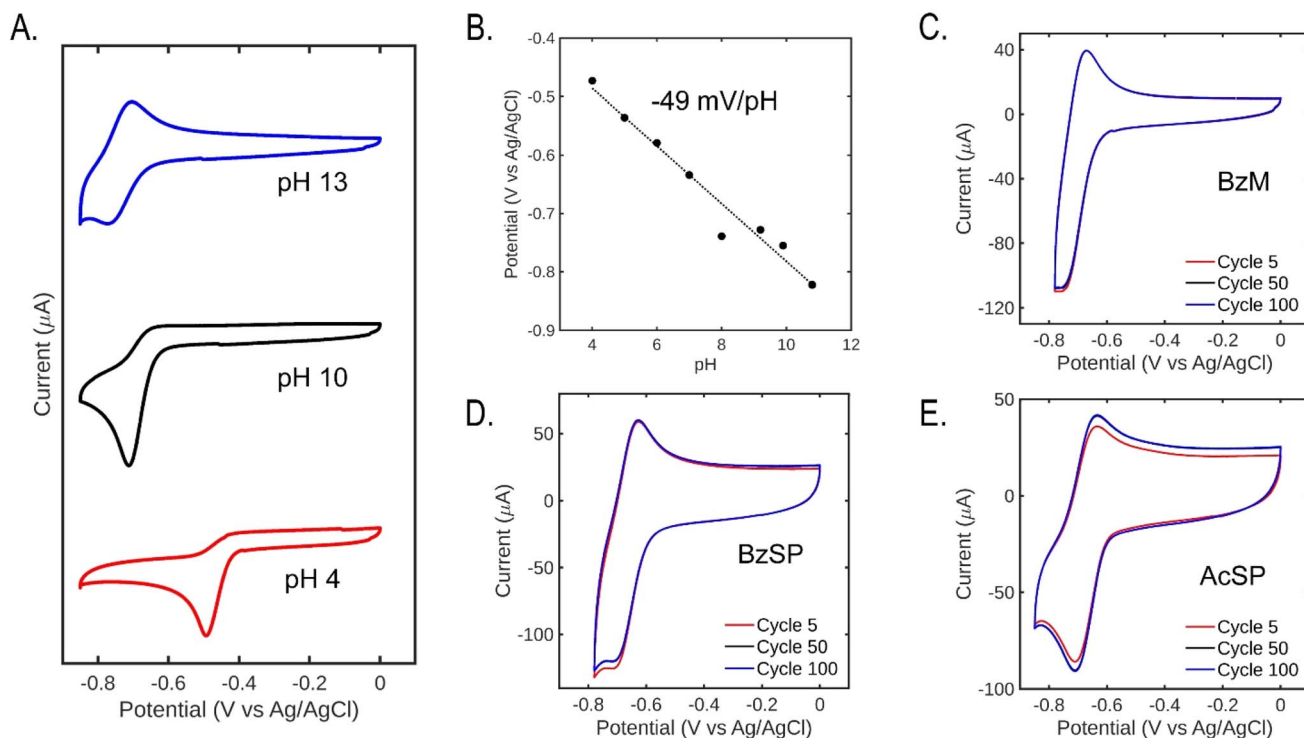 A.
pH 13
pH 10
pH 4
Current (μA)
-0.8
-0.6
-0.4
-0.2
0
Potential (V vs Ag/AgCl)
B.
-0.4
-0.5
-0.6
-0.7
-0.8
-0.9
Potential (V vs Ag/AgCl)
-49 mV/pH
4
6
8
10
12
pH
C.
40
0
-40
-80
-120
Current (μA)
BzM
Cycle 5
Cycle 50
Cycle 100
-0.8
-0.6
-0.4
-0.2
0
Potential (V vs Ag/AgCl)
D.
50
0
-50
-100
Current (μA)
BzSP
Cycle 5
Cycle 50
Cycle 100
-0.8
-0.6
-0.4
-0.2
0
Potential (V vs Ag/AgCl)
E.
50
0
-50
-100
Current (μA)
AcSP
Cycle 5
Cycle 50
Cycle 100
-0.8
-0.6
-0.4
-0.2
0
Potential (V vs Ag/AgCl)